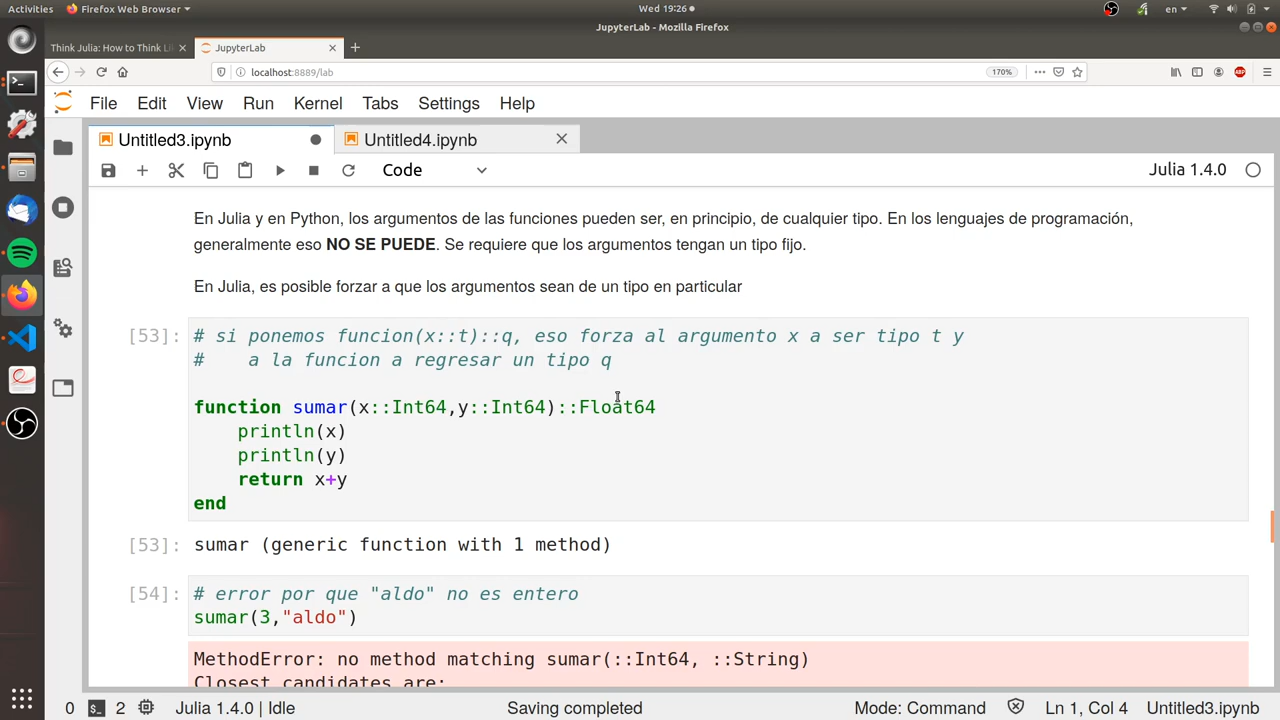 Activities Firefox Web Browser Wed 19:26 en
JupyterLab - Mozilla Firefox
Think Julia: How to Think Li JupyterLab
localhost:8889/lab 170% ABP
File Edit View Run Kernel Tabs Settings Help
Untitled3.ipynb Untitled4.ipynb
Code Julia 1.4.0
En Julia y en Python, los argumentos de las funciones pueden ser, en principio, de cualquier tipo. En los lenguajes de programación,
generalmente eso NO SE PUEDE. Se requiere que los argumentos tengan un tipo fijo.
En Julia, es posible forzar a que los argumentos sean de un tipo en particular
[53]: # si ponemos funcion(x::t)::q, eso forza al argumento x a ser tipo t y
# a la funcion a regresar un tipo q
function sumar(x::Int64,y::Int64)::Float64
println(x)
println(y)
return x+y
end
[53]: sumar (generic function with 1 method)
[54]: # error por que "aldo" no es entero
sumar(3,"aldo")
MethodError: no method matching sumar(::Int64, ::String)
Closest candidates are:
0 2 Julia 1.4.0 | Idle Saving completed Mode: Command Ln 1, Col 4 Untitled3.ipynb